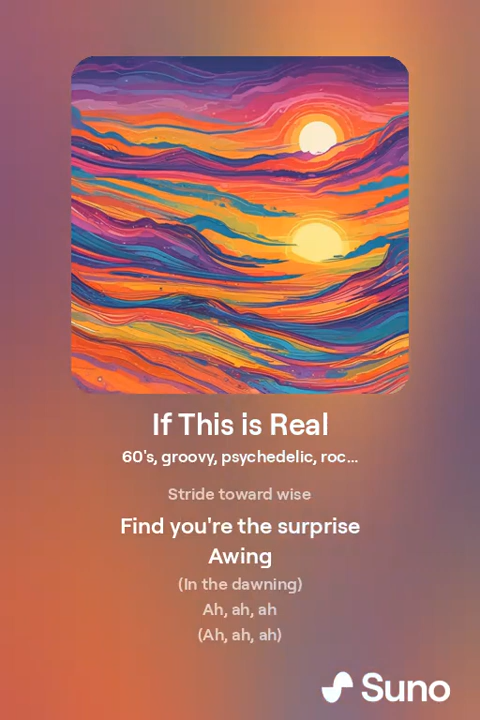 If This is Real
60's, groovy, psychedelic, roc...
Stride toward wise
Find you're the surprise
Awing
(In the dawning)
Ah, ah, ah
(Ah, ah, ah)
Suno